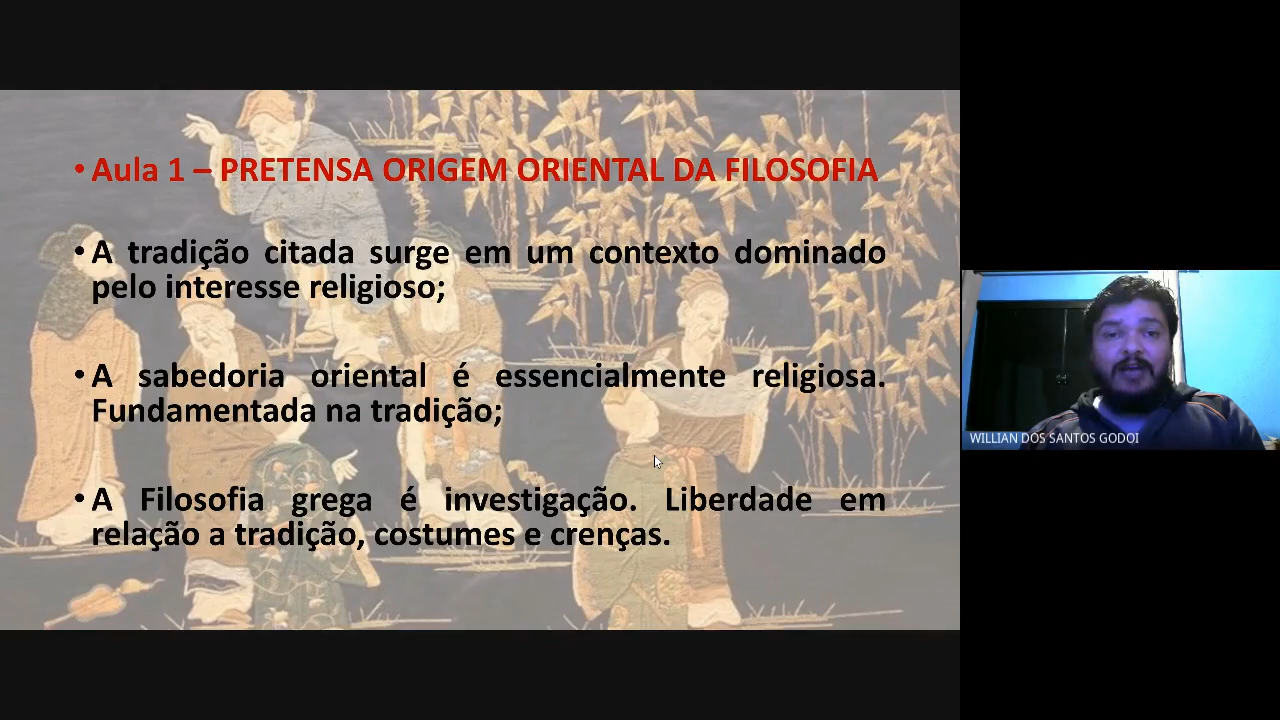 • Aula 1 – PRETENSA ORIGEM ORIENTAL DA FILOSOFIA
• A tradição citada surge em um contexto dominado
pelo interesse religioso;
• A sabedoria oriental é essencialmente religiosa.
Fundamentada na tradição;
• A Filosofia grega é investigação. Liberdade em
relação a tradição, costumes e crenças.
WILLIAN DOS SANTOS GODOI